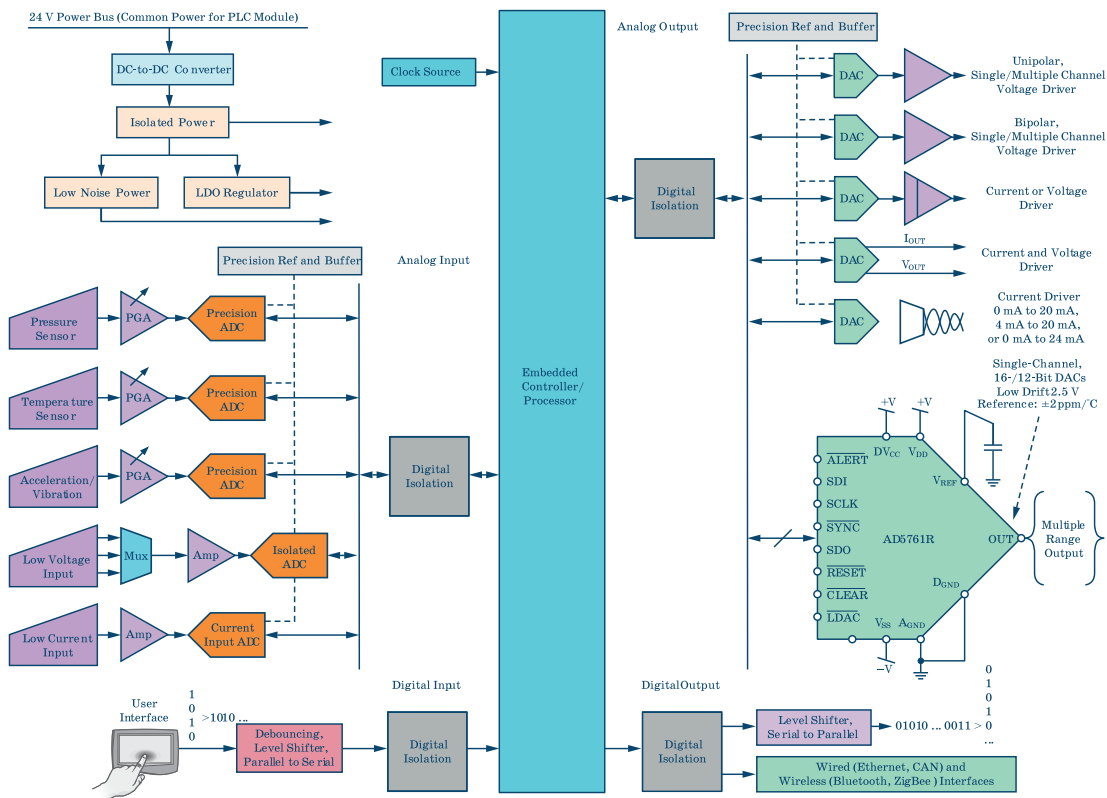 24 V Power Bus (Common Power for PLC Module)
DC-to-DC Converter
Isolated Power
Low Noise Power
LDO Regulator
Clock Source
Embedded
Controller/
Processor
Analog Input
Precision Ref and Buffer
Pressure
Sensor
PGA
Precision
ADC
Temperature
Sensor
PGA
Precision
ADC
Acceleration/
Vibration
PGA
Precision
ADC
Low Voltage
Input
Mux
Amp
Isolated
ADC
Low Current
Input
Amp
Current
Input ADC
Digital
Isolation
Digital Input
User
Interface
1
0
1
0
>1010 ...
Debouncing,
Level Shifter,
Parallel to Serial
Digital
Isolation
Analog Output
Precision Ref and Buffer
Digital
Isolation
DAC
Unipolar,
Single/Multiple Channel
Voltage Driver
DAC
Bipolar,
Single/Multiple Channel
Voltage Driver
DAC
Current or Voltage
Driver
DAC
IOUT
VOUT
Current and Voltage
Driver
DAC
Current Driver
0 mA to 20 mA,
4 mA to 20 mA,
or 0 mA to 24 mA
Single-Channel,
16-/12-Bit DACs
Low Drift 2.5 V
Reference: ±2ppm/°C
+V
+V
DVCC
VDD
ALERT
SDI
SCLK
SYNC
SDO
RESET
CLEAR
LDAC
AD5761R
VREF
OUT
DGND
VSS
AGND
−V
Multiple
Range
Output
Digital Output
Digital
Isolation
Level Shifter,
Serial to Parallel
01010 ... 0011 >
0
1
0
1
0
...
Wired (Ethernet, CAN) and
Wireless (Bluetooth, ZigBee) Interfaces